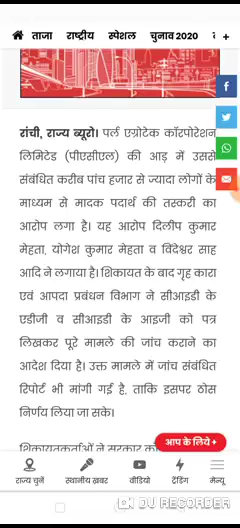 ताजा राष्ट्रीय स्पेशल चुनाव 2020
रांची, राज्य ब्यूरो। पर्ल एग्रोटेक कॉरपोरेशन
लिमिटेड (पीएसीएल) की आड़ में उससे
संबंधित करीब पांच हजार से ज्यादा लोगों के
माध्यम से मादक पदार्थ की तस्करी का
आरोप लगा है। यह आरोप दिलीप कुमार
मेहता, योगेश कुमार मेहता व विंदेश्वर साह
आदि ने लगाया है। शिकायत के बाद गृह कारा
एवं आपदा प्रबंधन विभाग ने सीआइडी के
एडीजी व सीआइडी के आइजी को पत्र
लिखकर पूरे मामले की जांच कराने का
आदेश दिया है। उक्त मामले में जांच संबंधित
रिपोर्ट भी मांगी गई है, ताकि इसपर ठोस
निर्णय लिया जा सके।
आप के लिये +
शिकायतकर्ताओं ने सरकार को
राज्य चुनें स्थानीय ख़बर वीडियो ट्रेंडिंग मेन्यू
DU RECORDER